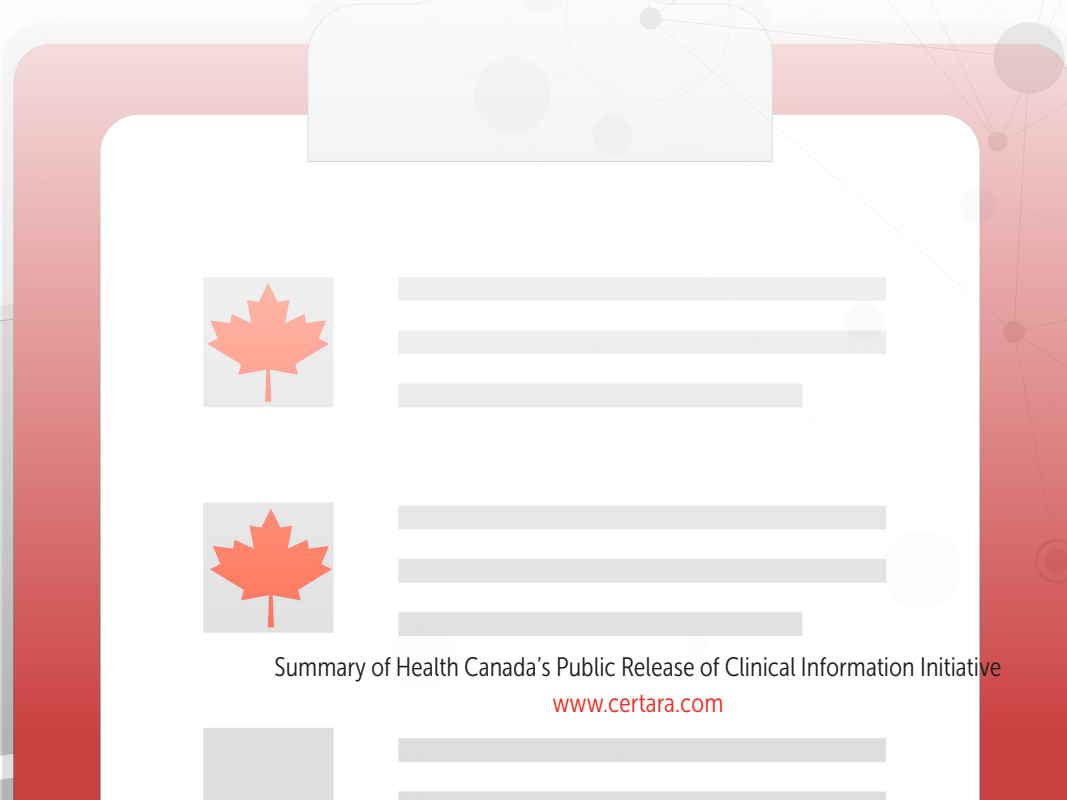 Summary of Health Canada’s Public Release of Clinical Information Initiative
www.certara.com